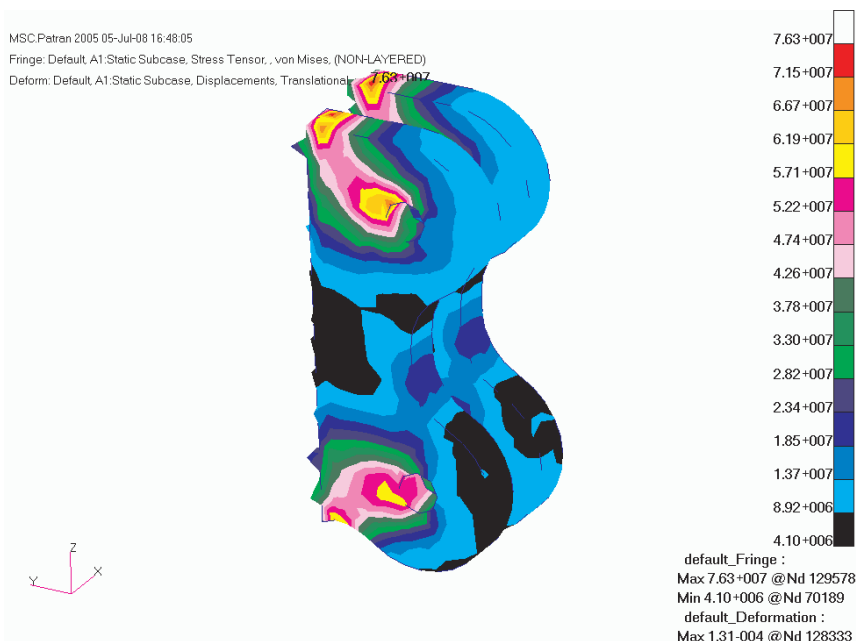 MSC.Patran 2005 05-Jul-08 16:48:05
Fringe: Default, A1:Static Subcase, Stress Tensor, , von Mises, (NON-LAYERED)
Deform: Default, A1:Static Subcase, Displacements, Translational,
7.63+007
7.63+007
7.15+007
6.67+007
6.19+007
5.71+007
5.22+007
4.74+007
4.26+007
3.78+007
3.30+007
2.82+007
2.34+007
1.85+007
1.37+007
8.92+006
4.10+006
default_Fringe :
Max 7.63+007 @Nd 129578
Min 4.10+006 @Nd 70189
default_Deformation :
Max 1.31-004 @Nd 128333
Z
Y
X